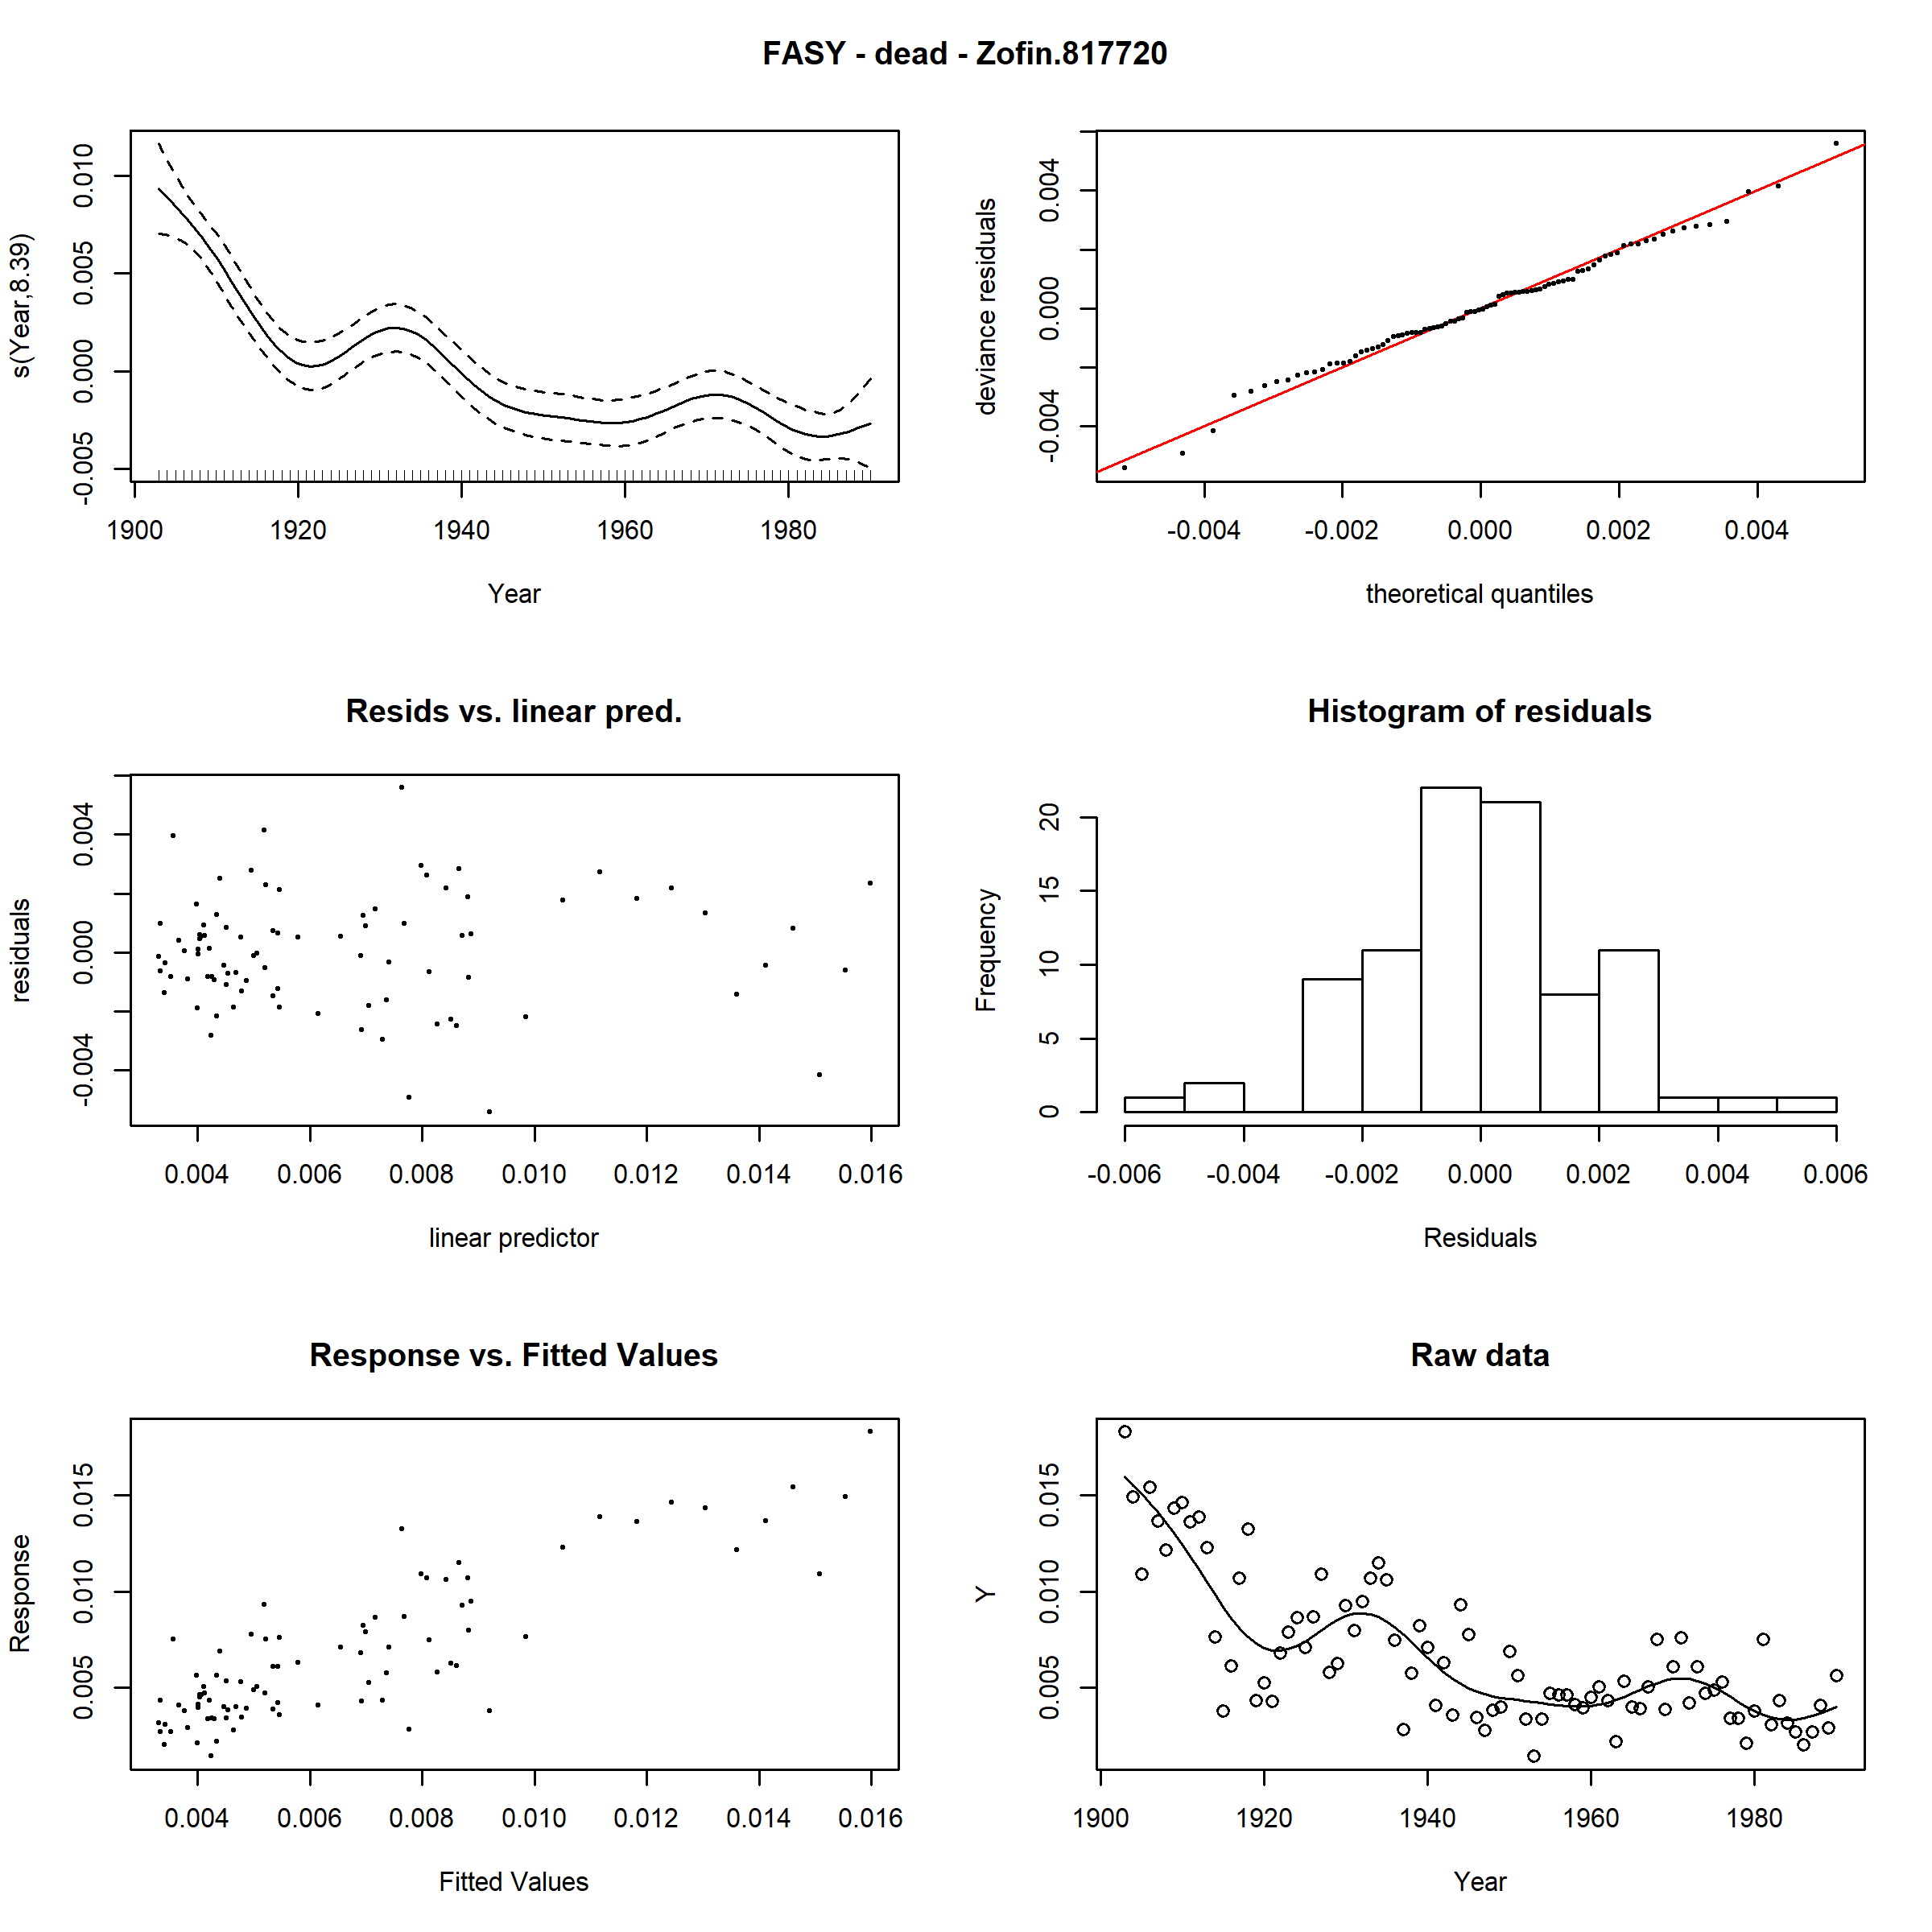 FASY - dead - Zofin.817720
s(Year,8.39)
-0.005 0.000 0.005 0.010
1900 1920 1940 1960 1980
Year
deviance residuals
-0.004 0.000 0.004
-0.004 -0.002 0.000 0.002 0.004
theoretical quantiles
Resids vs. linear pred.
residuals
-0.004 0.000 0.004
0.004 0.006 0.008 0.010 0.012 0.014 0.016
linear predictor
Histogram of residuals
Frequency
0 5 10 15 20
-0.006 -0.004 -0.002 0.000 0.002 0.004 0.006
Residuals
Response vs. Fitted Values
Response
0.005 0.010 0.015
0.004 0.006 0.008 0.010 0.012 0.014 0.016
Fitted Values
Raw data
Y
0.005 0.010 0.015
1900 1920 1940 1960 1980
Year